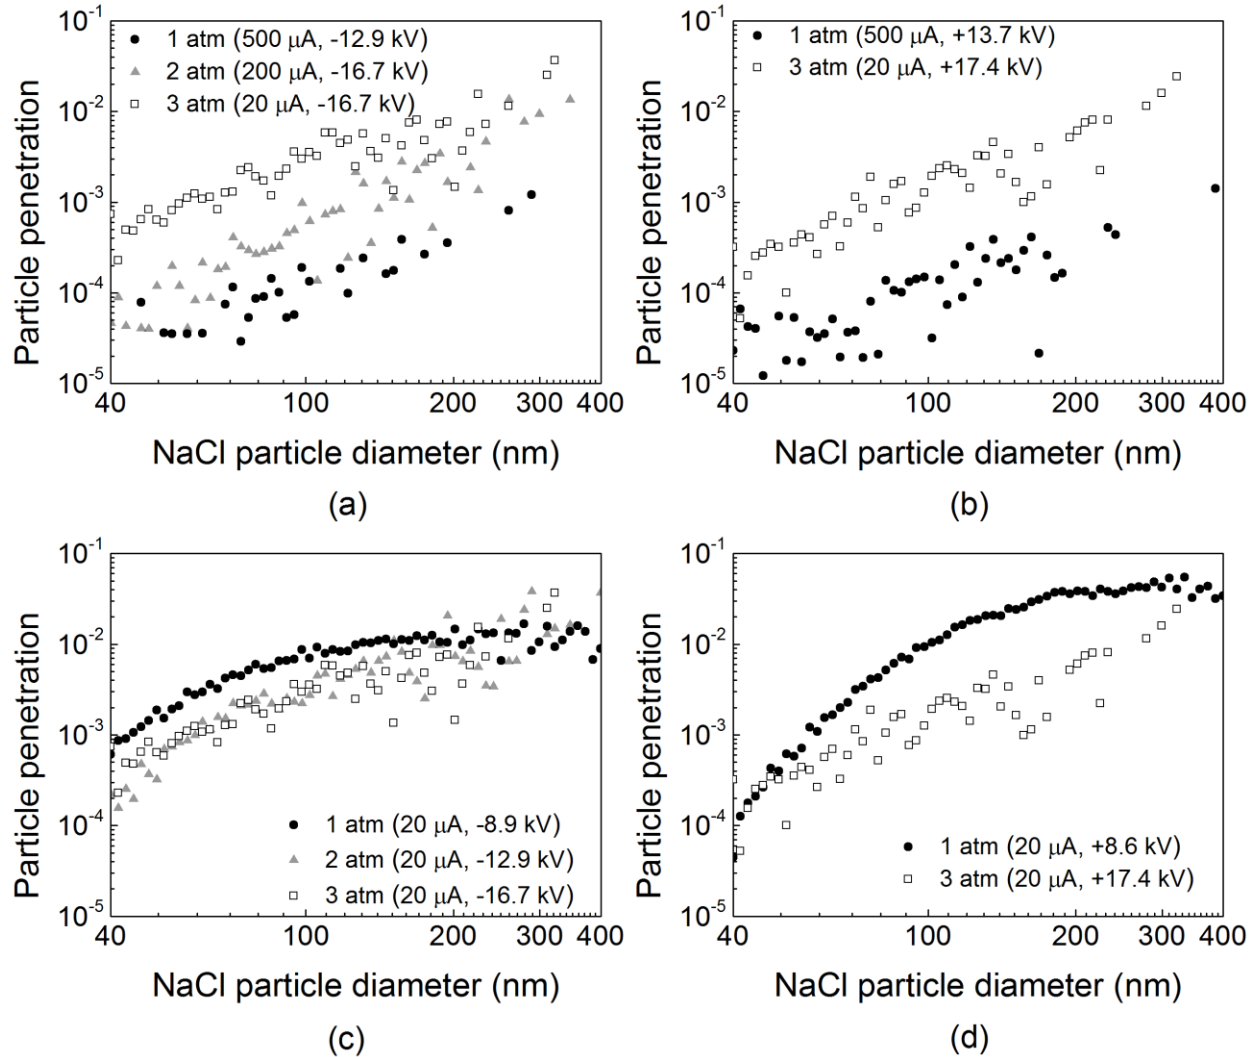 Particle penetration
10⁻¹
10⁻²
10⁻³
10⁻⁴
10⁻⁵
1 atm (500 μA, -12.9 kV)
2 atm (200 μA, -16.7 kV)
3 atm (20 μA, -16.7 kV)
40 100 200 300 400
NaCl particle diameter (nm)
(a)
Particle penetration
10⁻¹
10⁻²
10⁻³
10⁻⁴
10⁻⁵
1 atm (500 μA, +13.7 kV)
3 atm (20 μA, +17.4 kV)
40 100 200 300 400
NaCl particle diameter (nm)
(b)
Particle penetration
10⁻¹
10⁻²
10⁻³
10⁻⁴
10⁻⁵
1 atm (20 μA, -8.9 kV)
2 atm (20 μA, -12.9 kV)
3 atm (20 μA, -16.7 kV)
40 100 200 300 400
NaCl particle diameter (nm)
(c)
Particle penetration
10⁻¹
10⁻²
10⁻³
10⁻⁴
10⁻⁵
1 atm (20 μA, +8.6 kV)
3 atm (20 μA, +17.4 kV)
40 100 200 300 400
NaCl particle diameter (nm)
(d)